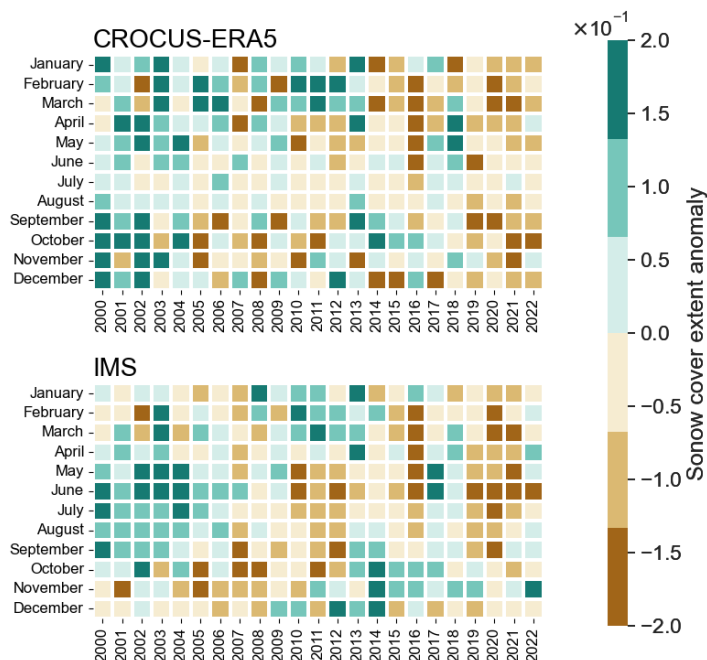 CROCUS-ERA5
January
February
March
April
May
June
July
August
September
October
November
December
2000 2001 2002 2003 2004 2005 2006 2007 2008 2009 2010 2011 2012 2013 2014 2015 2016 2017 2018 2019 2020 2021 2022
IMS
January
February
March
April
May
June
July
August
September
October
November
December
2000 2001 2002 2003 2004 2005 2006 2007 2008 2009 2010 2011 2012 2013 2014 2015 2016 2017 2018 2019 2020 2021 2022
×10⁻¹
2.0
1.5
1.0
0.5
0.0
−0.5
−1.0
−1.5
−2.0
Sonow cover extent anomaly